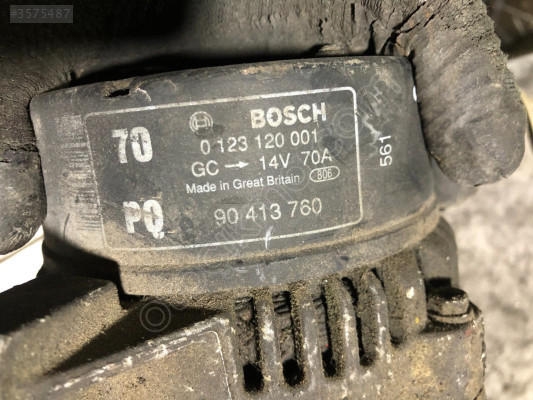 #3575487
BOSCH
70
0 123 120 001
GC → 14V 70A
Made in Great Britain 806
561
PQ
90 413 760